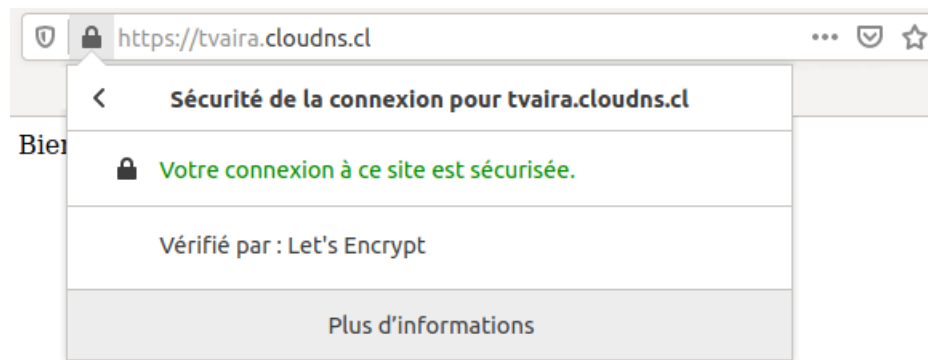 https://tvaira.cloudns.cl
Sécurité de la connexion pour tvaira.cloudns.cl
Votre connexion à ce site est sécurisée.
Vérifié par : Let's Encrypt
Plus d’informations